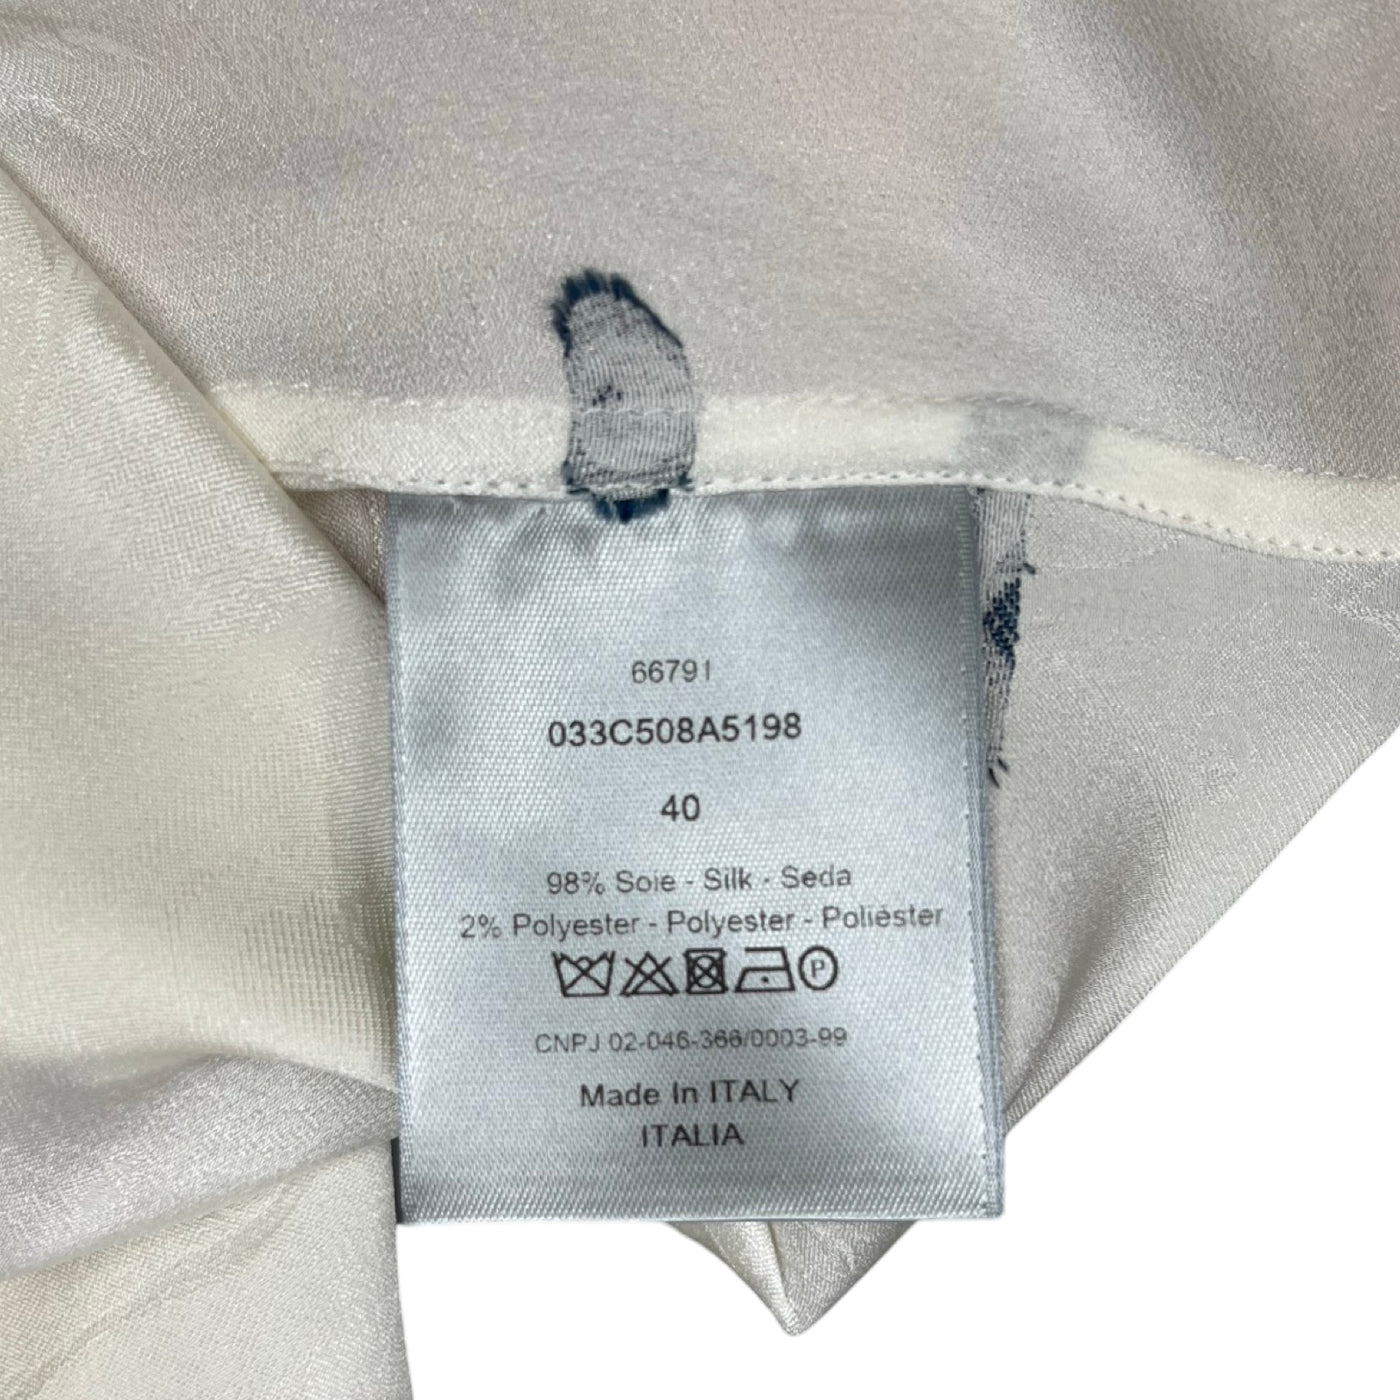 66791
033C508A5198
40
98% Soie - Silk - Seda
2% Polyester - Polyester - Poliéster
P
CNPJ 02-046-366/0003-99
Made In ITALY
ITALIA